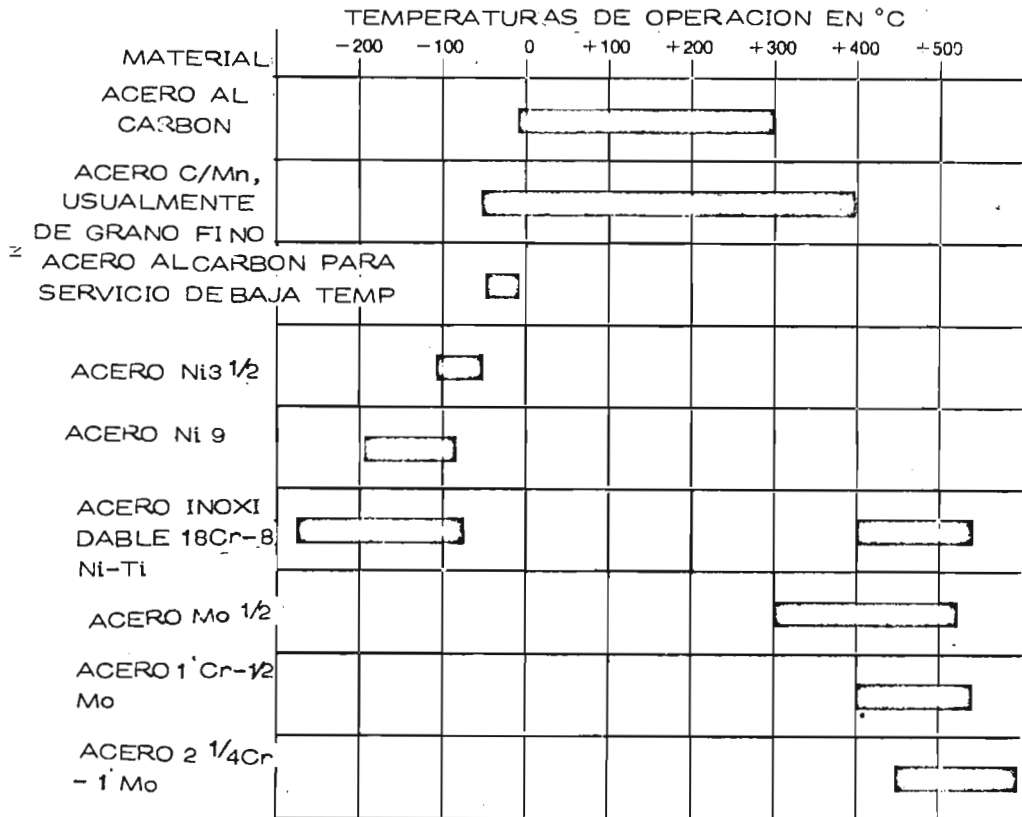 TEMPERATURAS DE OPERACION EN °C
MATERIAL -200 -100 0 +100 +200 +300 +400 +500
ACERO AL
CARBON
ACERO C/Mn,
USUALMENTE
DE GRANO FINO
Z
ACERO AL CARBON PARA
SERVICIO DE BAJA TEMP
ACERO Ni3 1/2
ACERO Ni 9
ACERO INOXI
DABLE 18Cr-8
Ni-Ti
ACERO Mo 1/2
ACERO 1 Cr-1/2
Mo
ACERO 2 1/4Cr
- 1 Mo